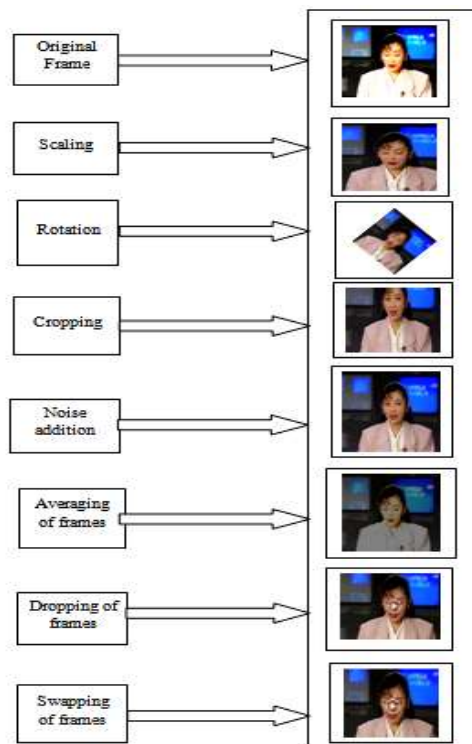 Original
Frame
Scaling
Rotation
Cropping
Noise
addition
Averaging
of frames
Dropping of
frames
Swapping
of frames